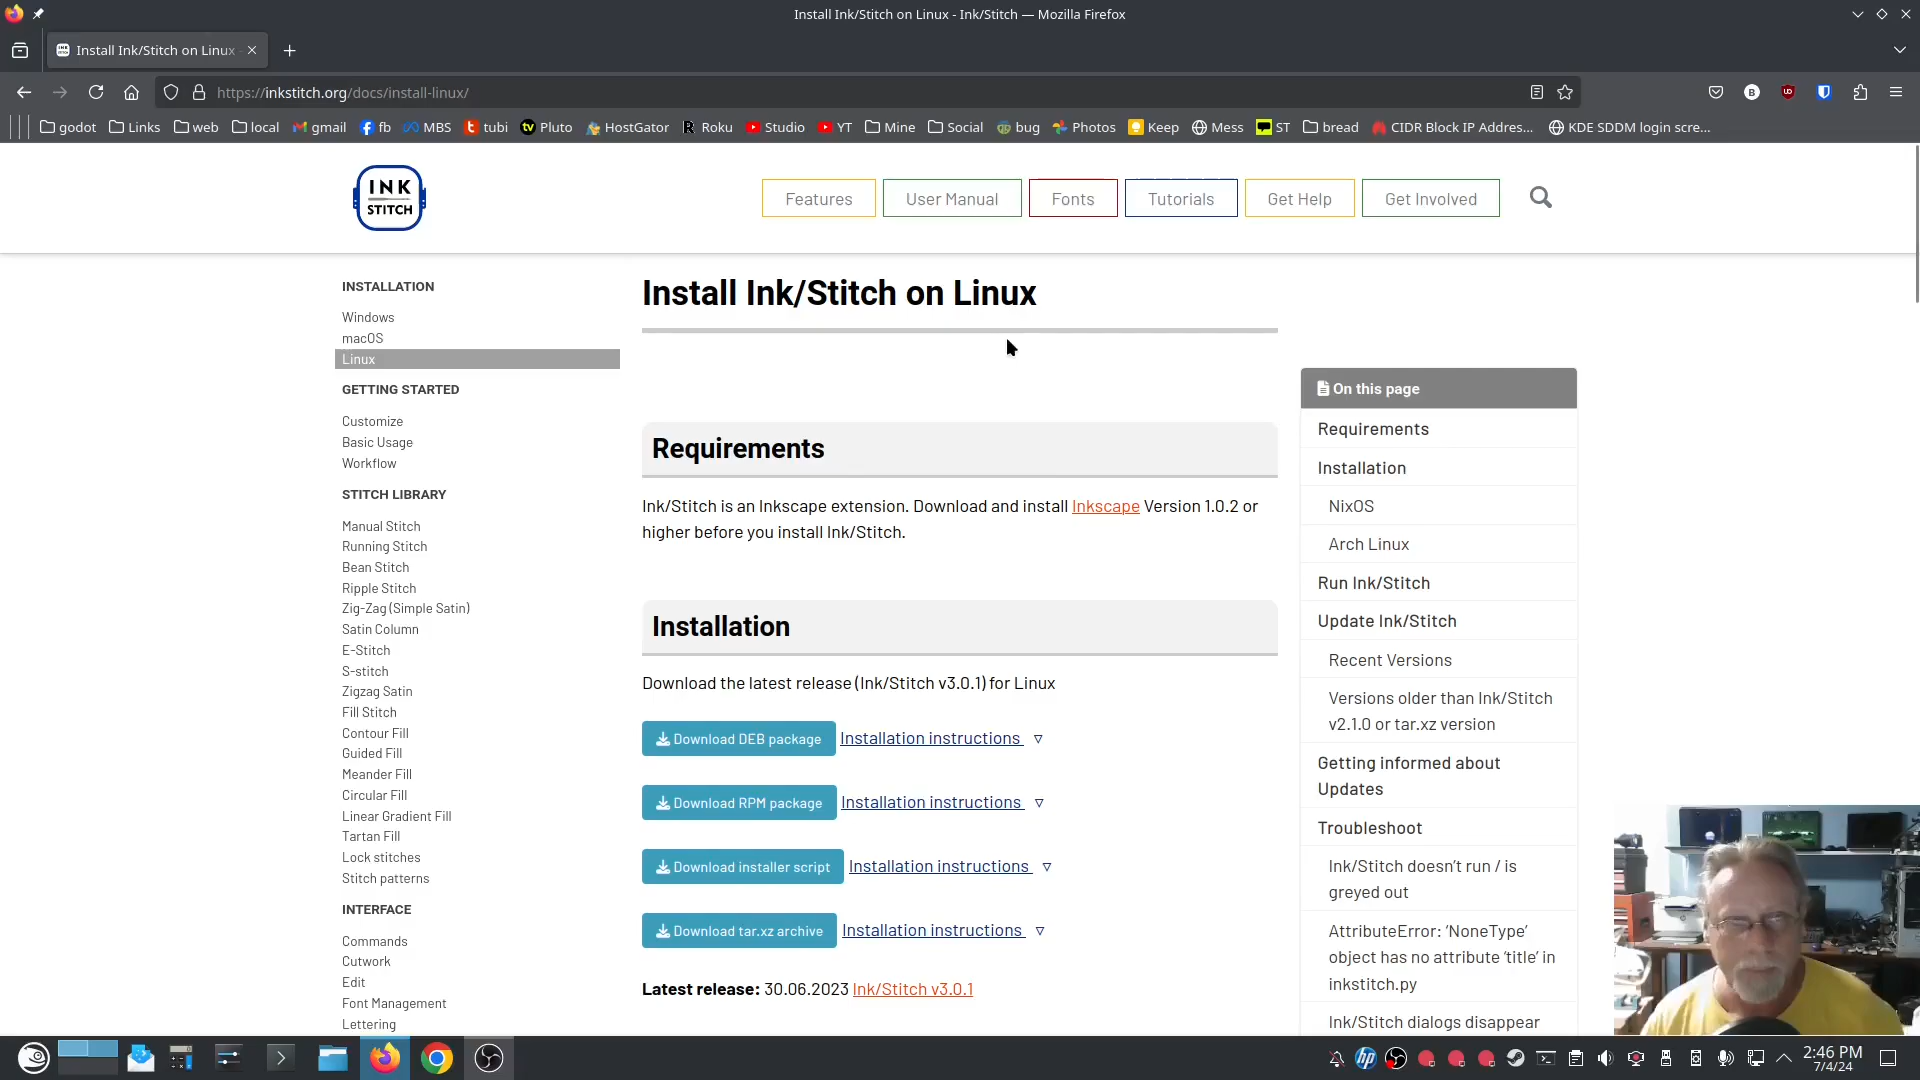 Install Ink/Stitch on Linux - Ink/Stitch — Mozilla Firefox
Install Ink/Stitch on Linux -
https://inkstitch.org/docs/install-linux/
godot Links web local gmail fb MBS tubi Pluto HostGator Roku Studio YT Mine Social bug Photos Keep Mess ST bread CIDR Block IP Addres... KDE SDDM login scre...
INK
STITCH
Features User Manual Fonts Tutorials Get Help Get Involved
INSTALLATION
Windows
macOS
Linux
GETTING STARTED
Customize
Basic Usage
Workflow
STITCH LIBRARY
Manual Stitch
Running Stitch
Bean Stitch
Ripple Stitch
Zig-Zag (Simple Satin)
Satin Column
E-Stitch
S-stitch
Zigzag Satin
Fill Stitch
Contour Fill
Guided Fill
Meander Fill
Circular Fill
Linear Gradient Fill
Tartan Fill
Lock stitches
Stitch patterns
INTERFACE
Commands
Cutwork
Edit
Font Management
Lettering
Install Ink/Stitch on Linux
Requirements
Ink/Stitch is an Inkscape extension. Download and install Inkscape Version 1.0.2 or
higher before you install Ink/Stitch.
Installation
Download the latest release (Ink/Stitch v3.0.1) for Linux
Download DEB package Installation instructions ▿
Download RPM package Installation instructions ▿
Download installer script Installation instructions ▿
Download tar.xz archive Installation instructions ▿
Latest release: 30.06.2023 Ink/Stitch v3.0.1
On this page
Requirements
Installation
NixOS
Arch Linux
Run Ink/Stitch
Update Ink/Stitch
Recent Versions
Versions older than Ink/Stitch
v2.1.0 or tar.xz version
Getting informed about
Updates
Troubleshoot
Ink/Stitch doesn’t run / is
greyed out
AttributeError: ‘NoneType’
object has no attribute ‘title’ in
inkstitch.py
Ink/Stitch dialogs disappear
2:46 PM
7/4/24